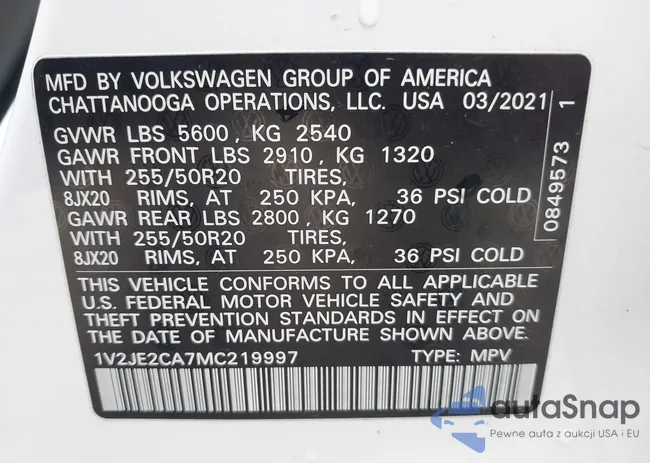 MFD BY VOLKSWAGEN GROUP OF AMERICA
CHATTANOOGA OPERATIONS, LLC. USA 03/2021
GVWR LBS 5600, KG 2540
GAWR FRONT LBS 2910, KG 1320
WITH 255/50R20 TIRES,
8JX20 RIMS, AT 250 KPA, 36 PSI COLD
GAWR REAR LBS 2800, KG 1270
WITH 255/50R20 TIRES,
8JX20 RIMS, AT 250 KPA, 36 PSI COLD
THIS VEHICLE CONFORMS TO ALL APPLICABLE
U.S. FEDERAL MOTOR VEHICLE SAFETY AND
THEFT PREVENTION STANDARDS IN EFFECT ON
THE DATE OF MANUFACTURE SHOWN ABOVE
1V2JE2CA7MC219997 TYPE: MPV
0849573 1
autaSnap
Pewne auta z aukcji USA i EU